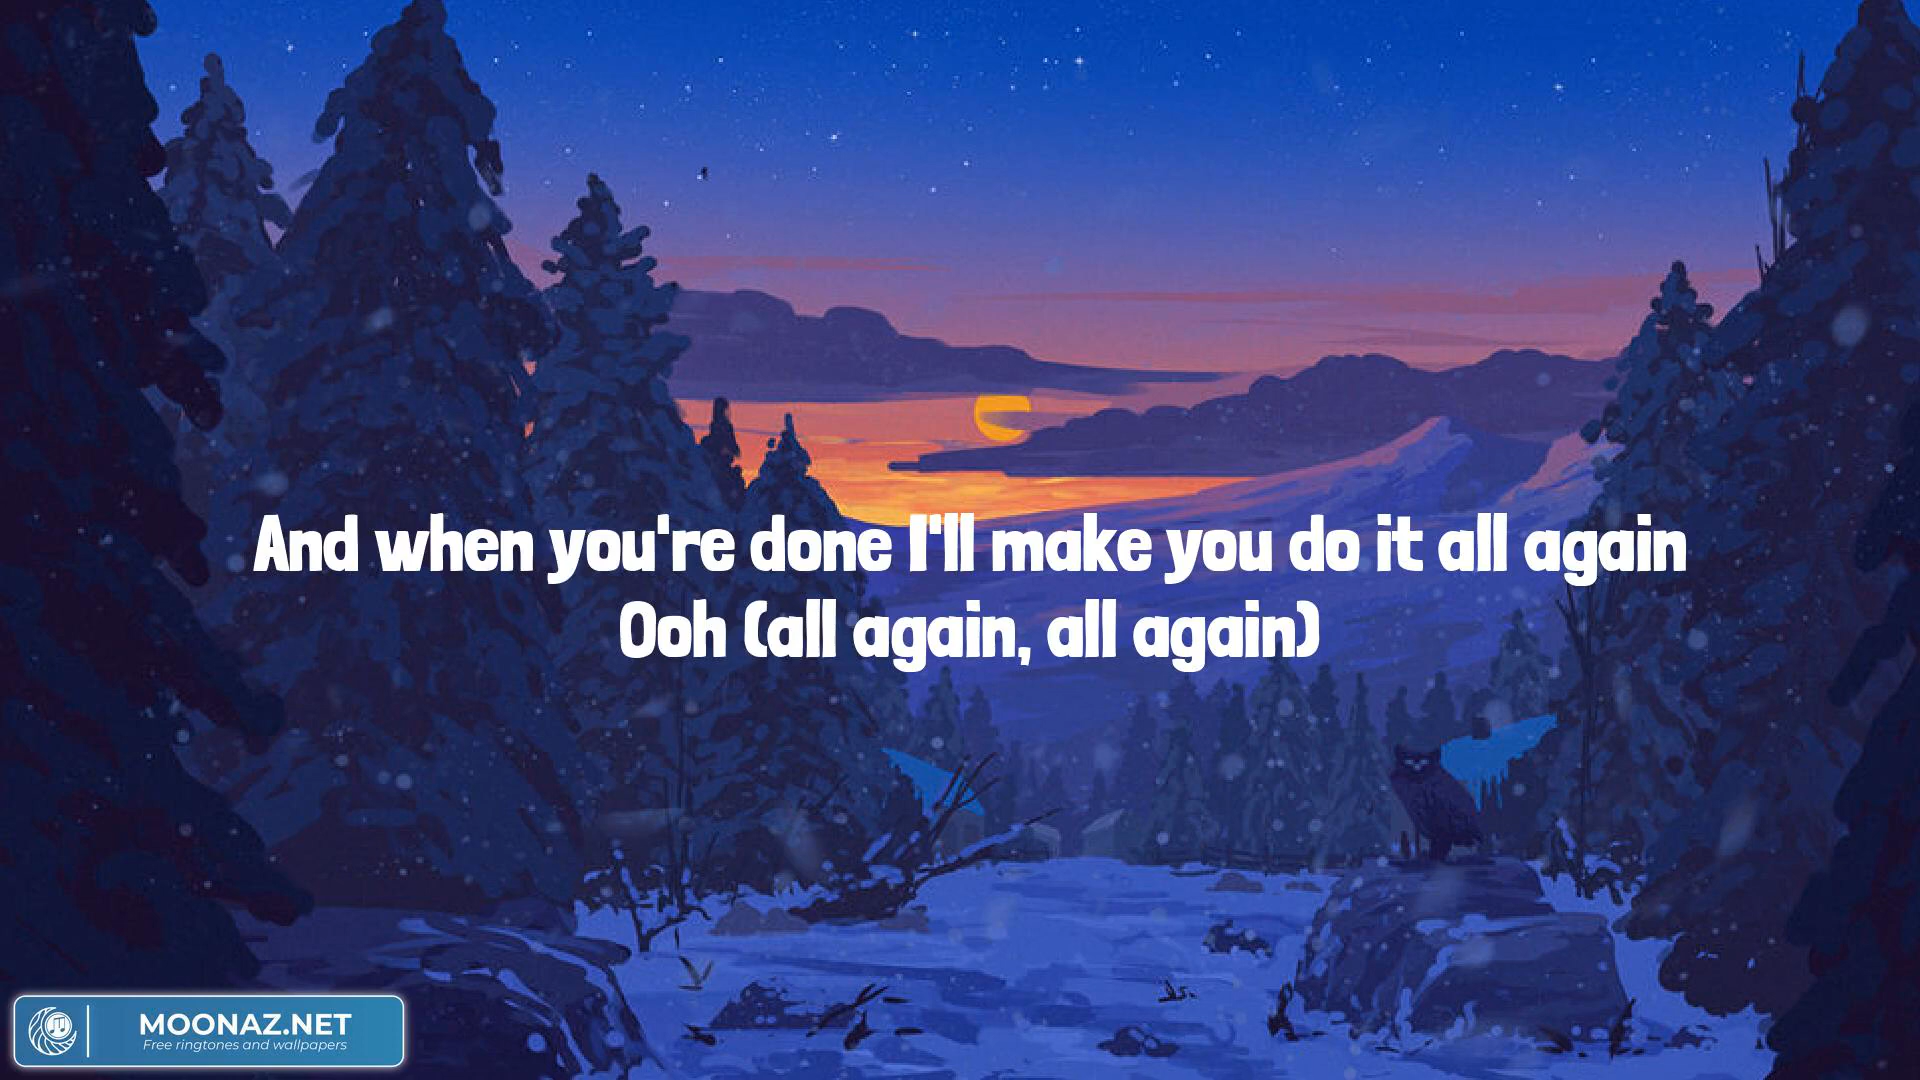 And when you're done I'll make you do it all again
Ooh (all again, all again)
MOONAZ.NET
Free ringtones and wallpapers